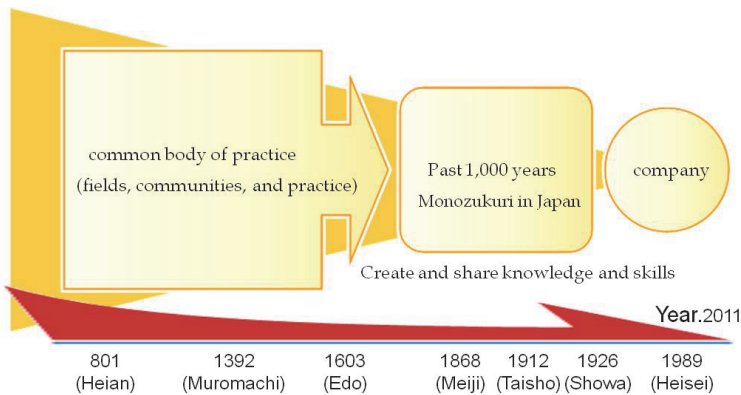 common body of practice
(fields, communities, and practice)
Past 1,000 years
Monozukuri in Japan
company
Create and share knowledge and skills
Year.2011
801 1392 1603 1868 1912 1926 1989
(Heian) (Muromachi) (Edo) (Meiji) (Taisho) (Showa) (Heisei)